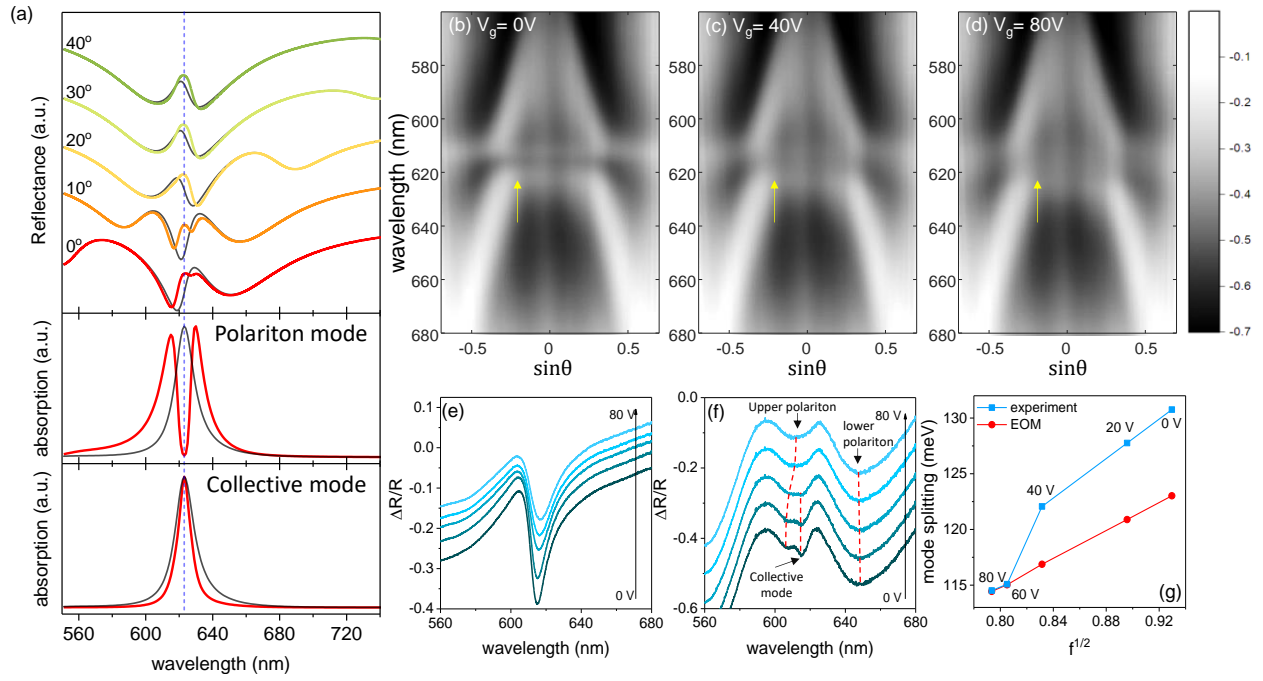 (a)
40°
30°
20°
10°
0°
Reflectance (a.u.)
Polariton mode
absorption (a.u.)
Collective mode
absorption (a.u.)
560 600 640 680 720
wavelength (nm)
(b) Vg= 0V
(c) Vg= 40V
(d) Vg= 80V
wavelength (nm)
580
600
620
640
660
680
580
600
620
640
660
680
580
600
620
640
660
680
-0.5 0 0.5
sinθ
-0.5 0 0.5
sinθ
-0.5 0 0.5
sinθ
-0.1
-0.2
-0.3
-0.4
-0.5
-0.6
-0.7
(e)
80 V
0 V
ΔR/R
0.1
0.0
-0.1
-0.2
-0.3
-0.4
560 600 640 680
wavelength (nm)
(f)
Upper polariton
80 V
lower
polariton
Collective
mode
0 V
ΔR/R
0.0
-0.2
-0.4
-0.6
560 600 640 680
wavelength (nm)
experiment
EOM
0 V
20 V
40 V
80 V
60 V
(g)
mode splitting (meV)
130
125
120
115
0.80 0.84 0.88 0.92
f1/2